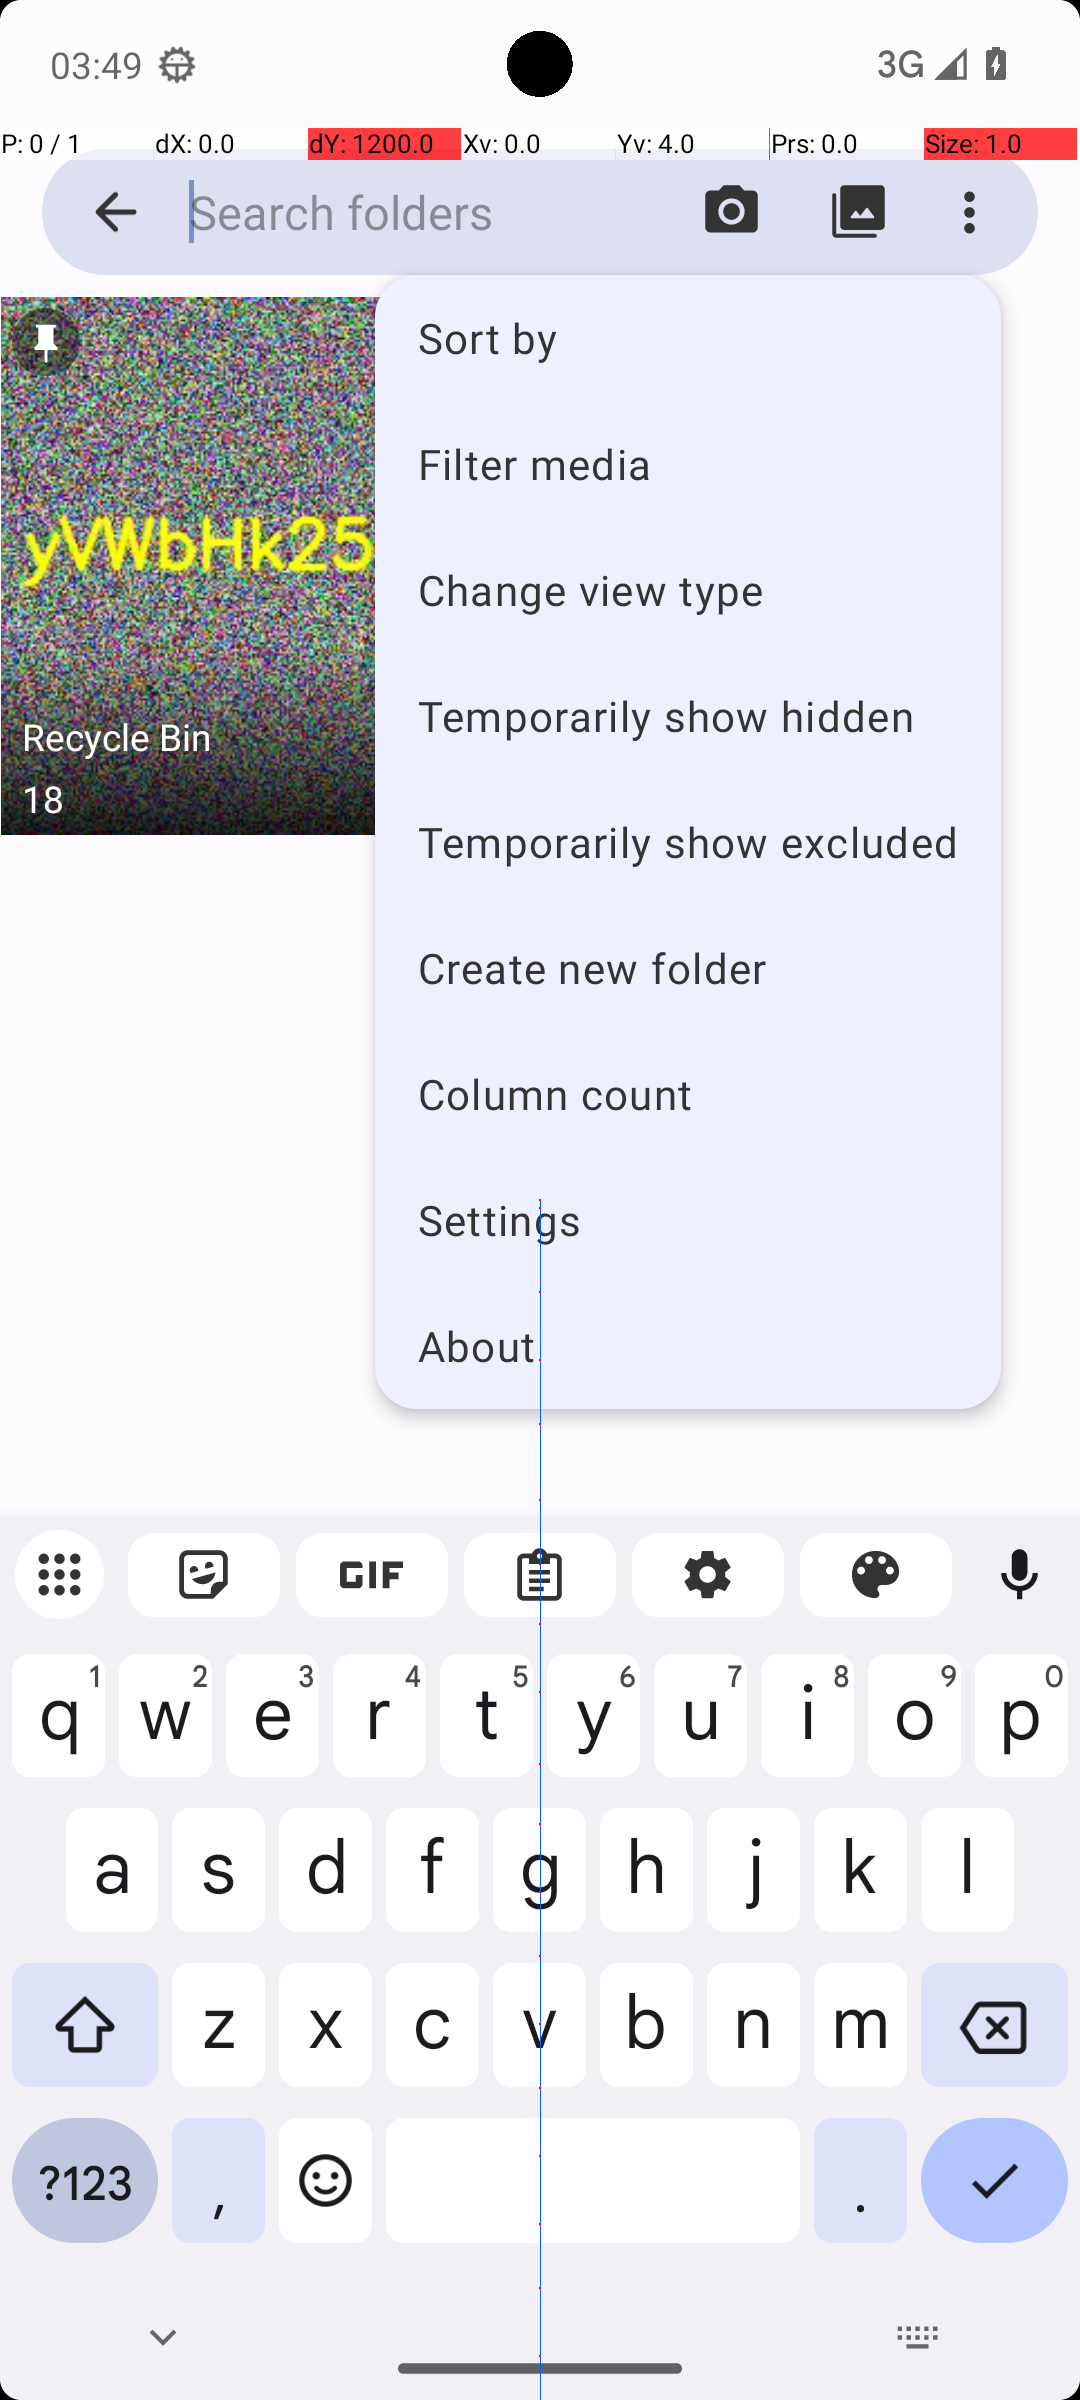 03:49
3G
P: 0 / 1
dX: 0.0
dY: 1200.0
Xv: 0.0
Yv: 4.0
Prs: 0.0
Size: 1.0
Search folders
yVWbHk25
Recycle Bin
18
Sort by
Filter media
Change view type
Temporarily show hidden
Temporarily show excluded
Create new folder
Column count
Settings
About
GIF
q 1 w 2 e 3 r 4 t 5 y 6 u 7 i 8 o 9 p 0
a s d f g h j k l
z x c v b n m
?123 , .